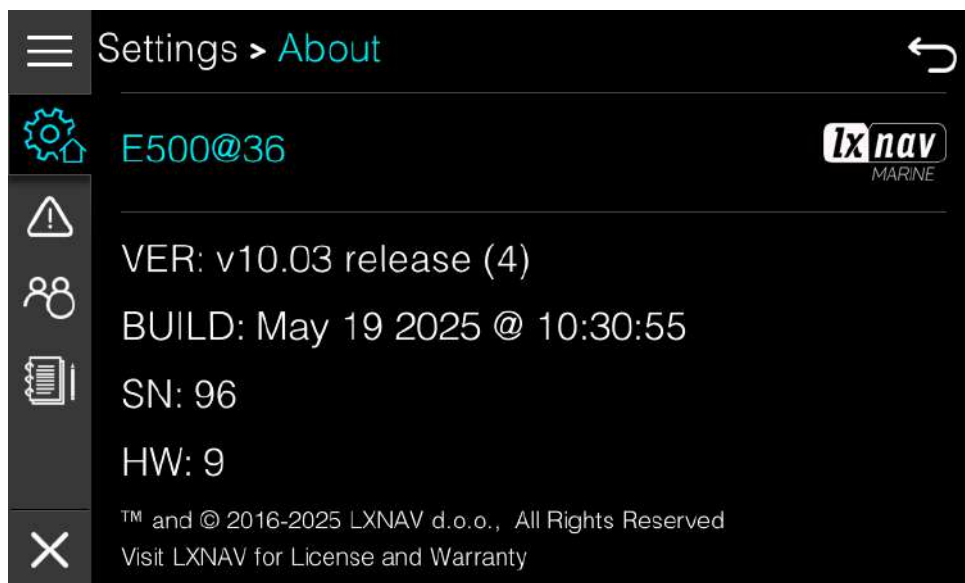 Settings > About
E500@36
lx nav
MARINE
VER: v10.03 release (4)
BUILD: May 19 2025 @ 10:30:55
SN: 96
HW: 9
™ and © 2016-2025 LXNAV d.o.o., All Rights Reserved
Visit LXNAV for License and Warranty